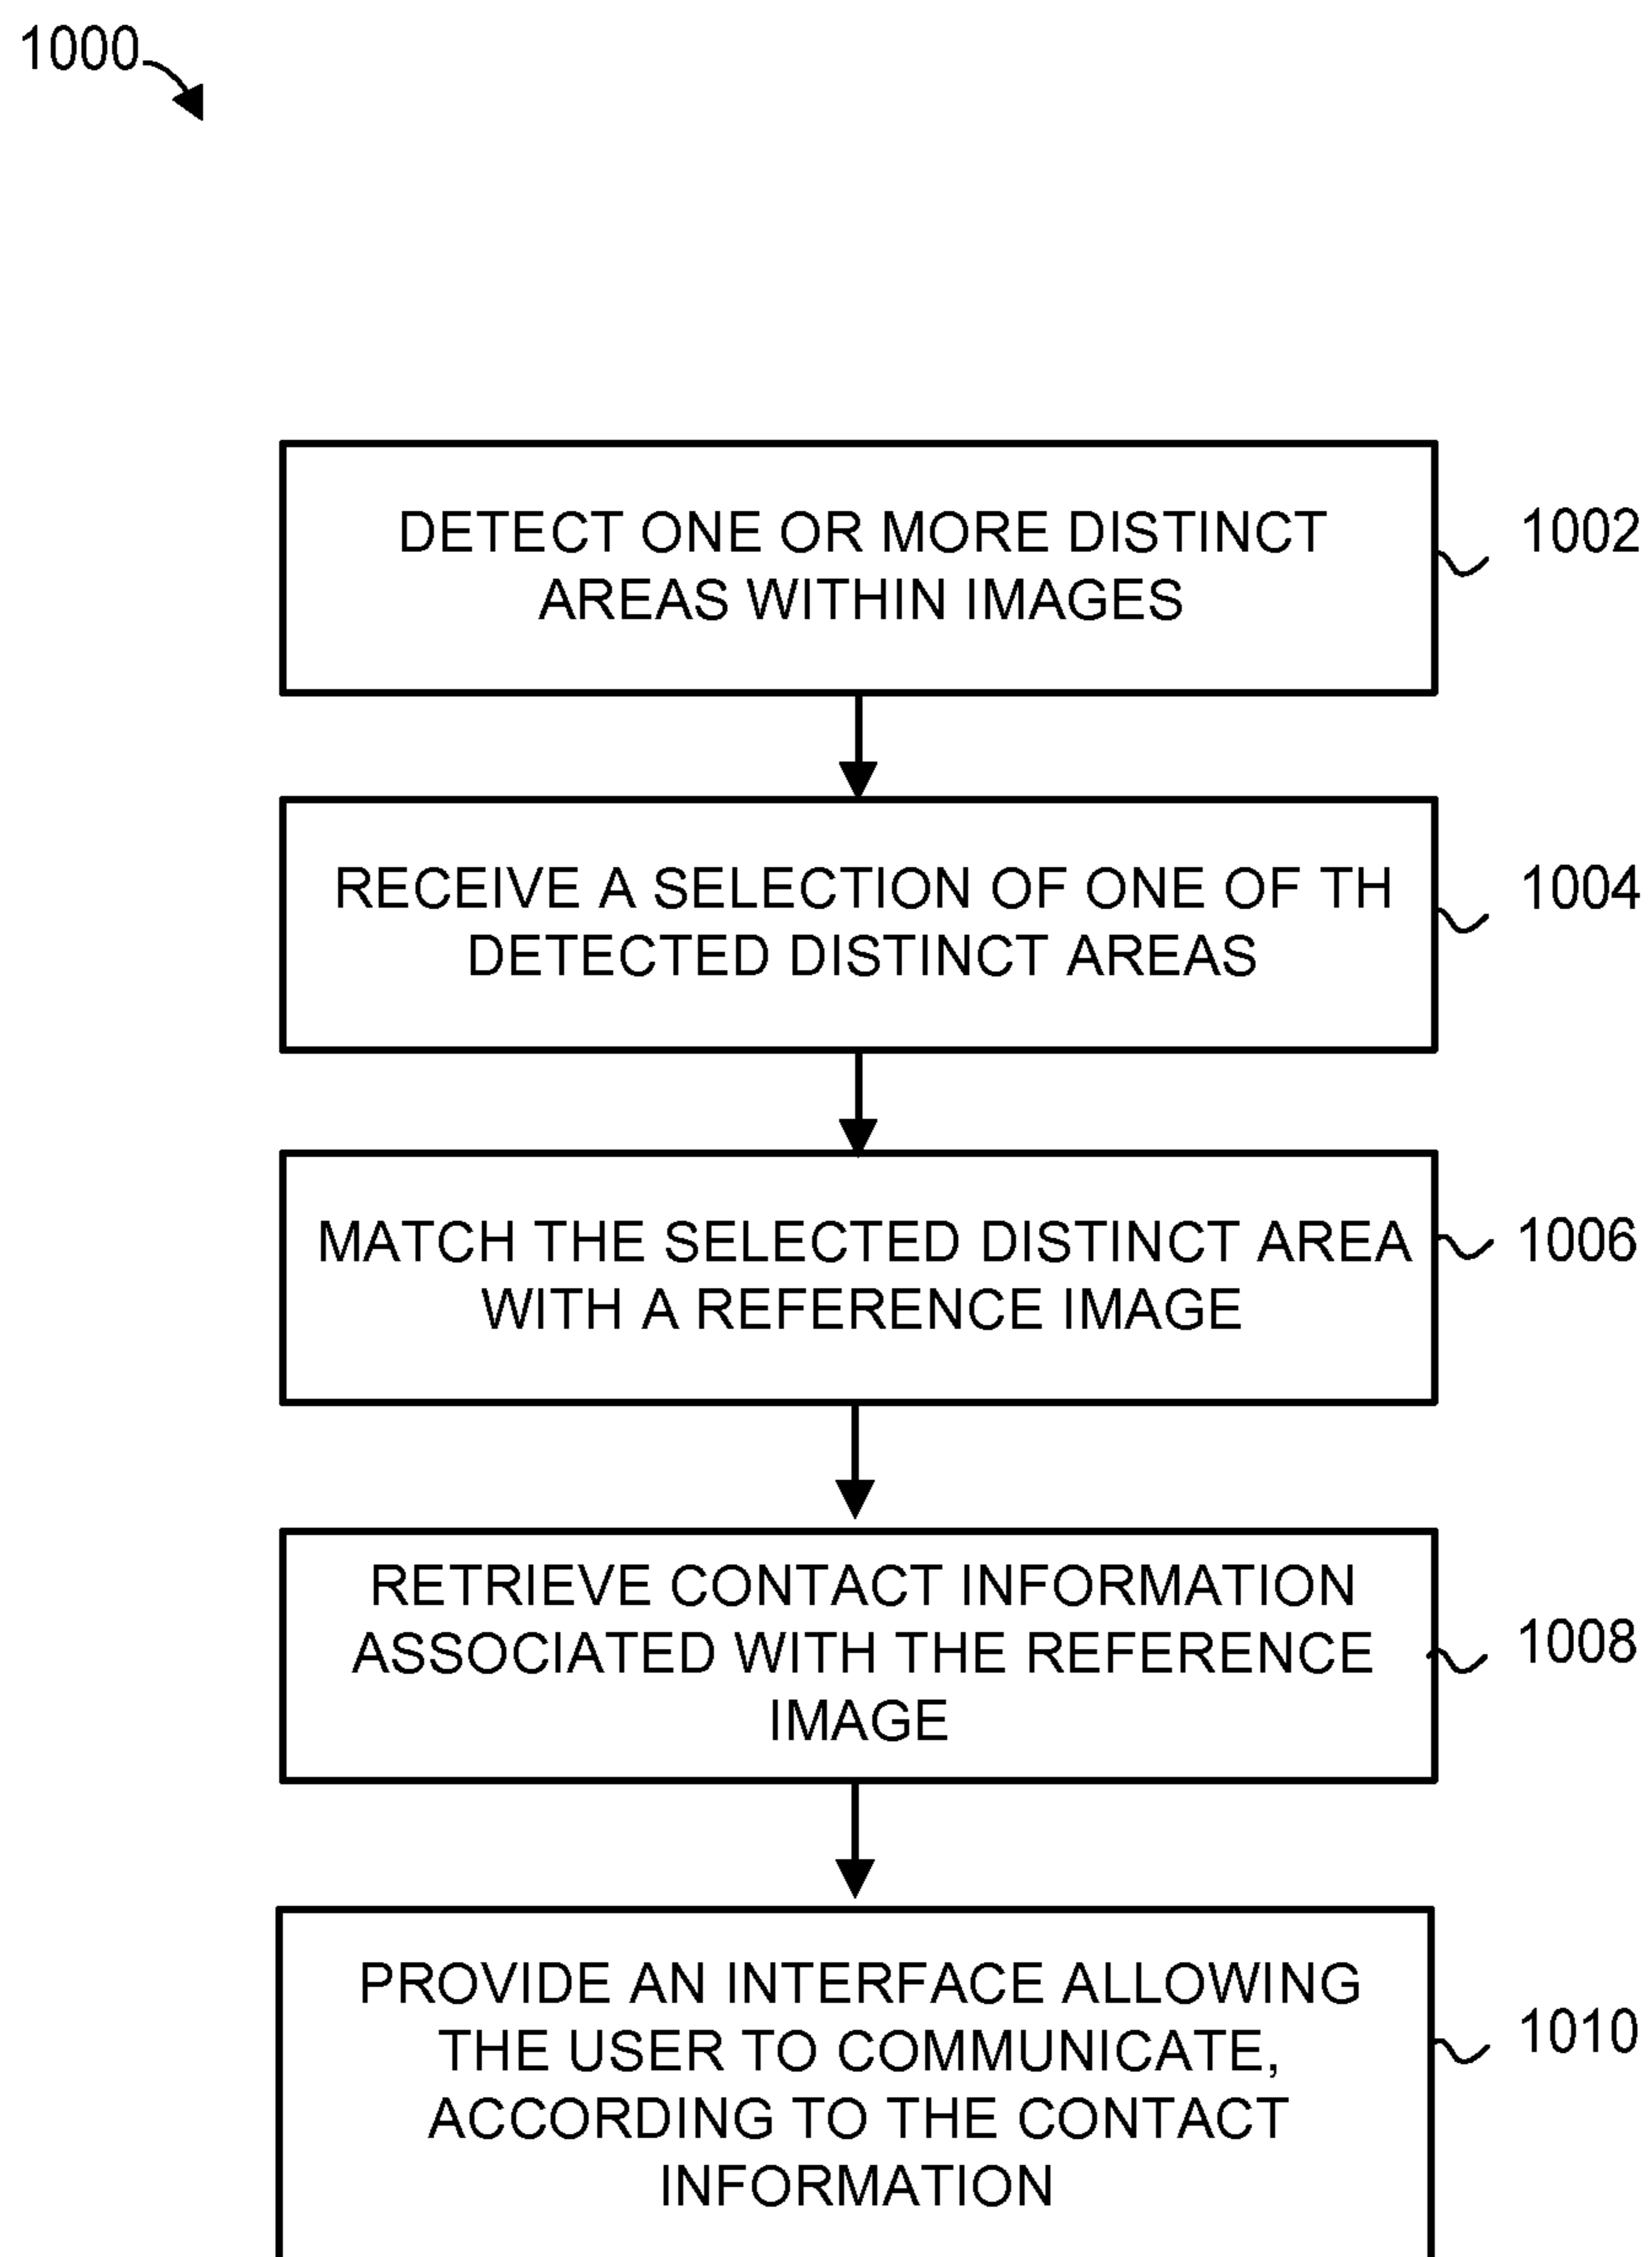 1000
DETECT ONE OR MORE DISTINCT
AREAS WITHIN IMAGES
1002
RECEIVE A SELECTION OF ONE OF TH
DETECTED DISTINCT AREAS
1004
MATCH THE SELECTED DISTINCT AREA
WITH A REFERENCE IMAGE
1006
RETRIEVE CONTACT INFORMATION
ASSOCIATED WITH THE REFERENCE
IMAGE
1008
PROVIDE AN INTERFACE ALLOWING
THE USER TO COMMUNICATE,
ACCORDING TO THE CONTACT
INFORMATION
1010